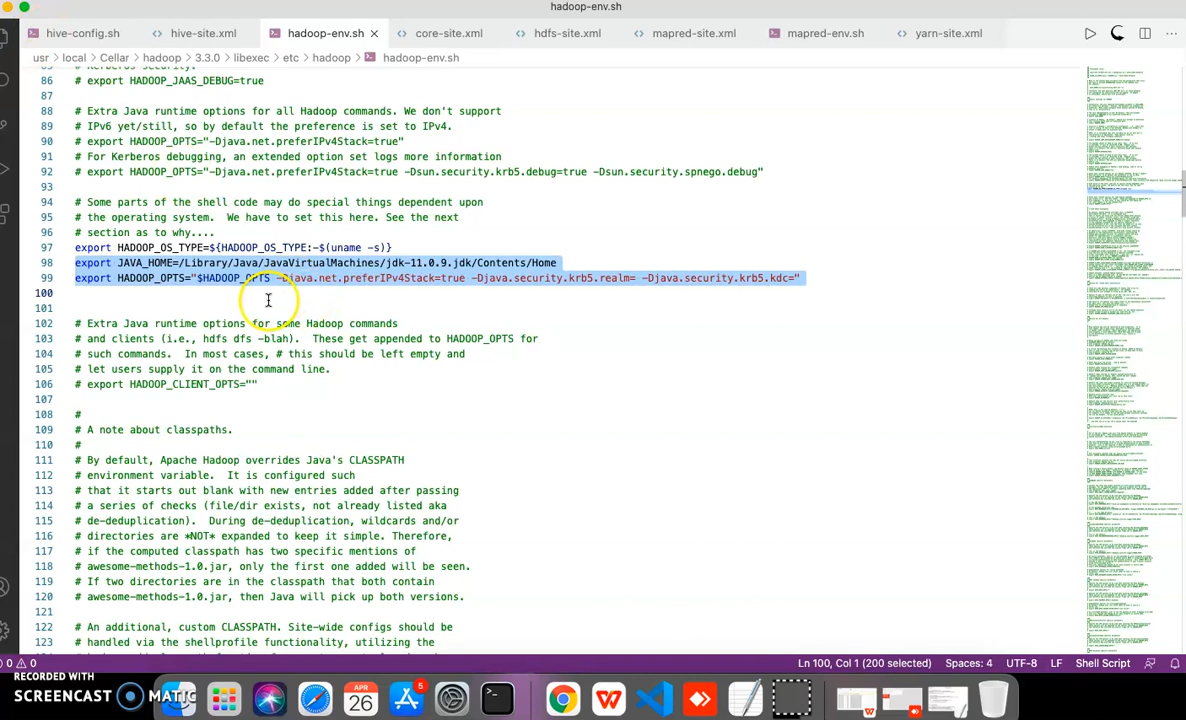 hadoop-env.sh
hive-config.sh
hive-site.xml
hadoop-env.sh
core-site.xml
hdfs-site.xml
mapred-site.xml
mapred-env.sh
yarn-site.xml
usr > local > Cellar > hadoop > 3.3.0 > libexec > etc > hadoop > hadoop-env.sh
85 # Kerberos security.
86 # export HADOOP_JAAS_DEBUG=true
87
88 # Extra Java runtime options for all Hadoop commands. We don't support
89 # IPv6 yet/still, so by default the preference is set to IPv4.
90 # export HADOOP_OPTS="-Djava.net.preferIPv4Stack=true"
91 # For Kerberos debugging, an extended option set logs more information
92 # export HADOOP_OPTS="-Djava.net.preferIPv4Stack=true -Dsun.security.krb5.debug=true -Dsun.security.spnego.debug"
93
94 # Some parts of the shell code may do special things dependent upon
95 # the operating system.  We have to set this here. See the next
96 # section as to why....
97 export HADOOP_OS_TYPE=${HADOOP_OS_TYPE:-$(uname -s)}
98 export JAVA_HOME=/Library/Java/JavaVirtualMachines/jdk-11.0.9.jdk/Contents/Home
99 export HADOOP_OPTS="$HADOOP_OPTS -Djava.net.preferIPv4Stack=true -Djava.security.krb5.realm= -Djava.security.krb5.kdc="
100
101
102 # Extra Java runtime options for some Hadoop commands
103 # and clients (i.e., hdfs dfs -blah).  These get appended to HADOOP_OPTS for
104 # such commands.  In most cases, # this should be left empty and
105 # let users supply it on the command line.
106 # export HADOOP_CLIENT_OPTS=""
107
108 #
109 # A note about classpaths.
110 #
111 # By default, Apache Hadoop overrides Java's CLASSPATH
112 # environment variable.  It is configured such
113 # that it starts out blank with new entries added after passing
114 # a series of checks (file/dir exists, not already listed aka
115 # de-deduplication).  During de-deduplication, wildcards and/or
116 # directories are *NOT* expanded to keep it simple. Therefore,
117 # if the computed classpath has two specific mentions of
118 # awesome-methods-1.0.jar, only the first one added will be seen.
119 # If two directories are in the classpath that both contain
120 # awesome-methods-1.0.jar, then Java will pick up both versions.
121
122 # An additional, custom CLASSPATH. Site-wide configs should be
123 # handled via the shellprofile functionality, utilizing the
0 0
Ln 100, Col 1 (200 selected)
Spaces: 4
UTF-8
LF
Shell Script
RECORDED WITH
SCREENCAST MATIC
APR
26
5